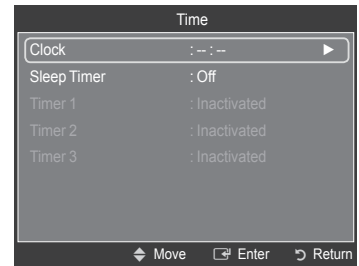 Time
Clock : -- : --
Sleep Timer : Off
Timer 1 : Inactivated
Timer 2 : Inactivated
Timer 3 : Inactivated
Move Enter Return